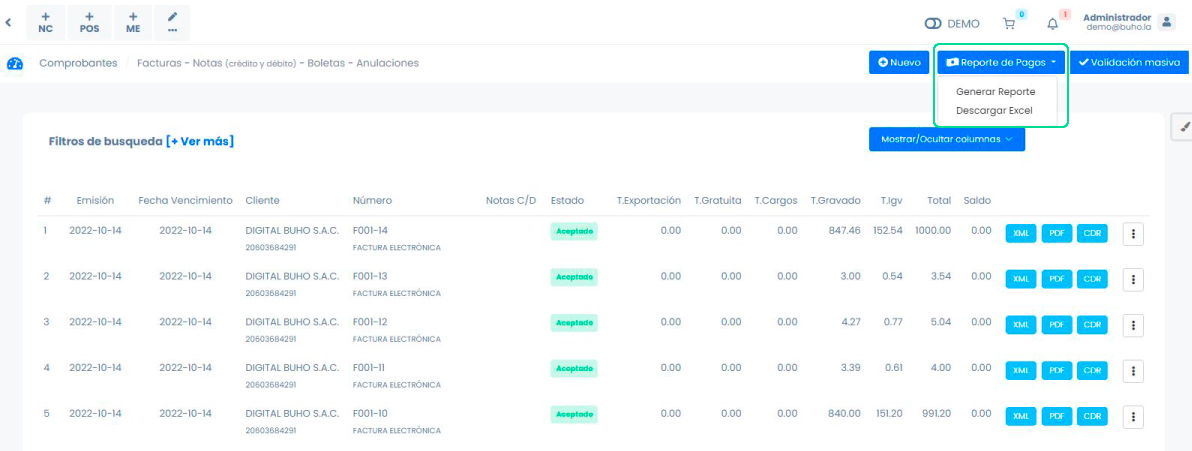 + NC + POS + ME ... DEMO 0 1 Administrador demo@buho.la
Comprobantes Facturas - Notas (crédito y débito) - Boletas - Anulaciones Nuevo Reporte de Pagos Validación masiva
Generar Reporte
Descargar Excel
Filtros de busqueda [+ Ver más] Mostrar/Ocultar columnas
# Emisión Fecha Vencimiento Cliente Número Notas C/D Estado T.Exportación T.Gratuita T.Cargos T.Gravado T.Igv Total Saldo
1 2022-10-14 2022-10-14 DIGITAL BUHO S.A.C. F001-14 Aceptado 0.00 0.00 0.00 847.46 152.54 1000.00 0.00 XML PDF CDR
20603684291 FACTURA ELECTRÓNICA
2 2022-10-14 2022-10-14 DIGITAL BUHO S.A.C. F001-13 Aceptado 0.00 0.00 0.00 3.00 0.54 3.54 0.00 XML PDF CDR
20603684291 FACTURA ELECTRÓNICA
3 2022-10-14 2022-10-14 DIGITAL BUHO S.A.C. F001-12 Aceptado 0.00 0.00 0.00 4.27 0.77 5.04 0.00 XML PDF CDR
20603684291 FACTURA ELECTRÓNICA
4 2022-10-14 2022-10-14 DIGITAL BUHO S.A.C. F001-11 Aceptado 0.00 0.00 0.00 3.39 0.61 4.00 0.00 XML PDF CDR
20603684291 FACTURA ELECTRÓNICA
5 2022-10-14 2022-10-14 DIGITAL BUHO S.A.C. F001-10 Aceptado 0.00 0.00 0.00 840.00 151.20 991.20 0.00 XML PDF CDR
20603684291 FACTURA ELECTRÓNICA